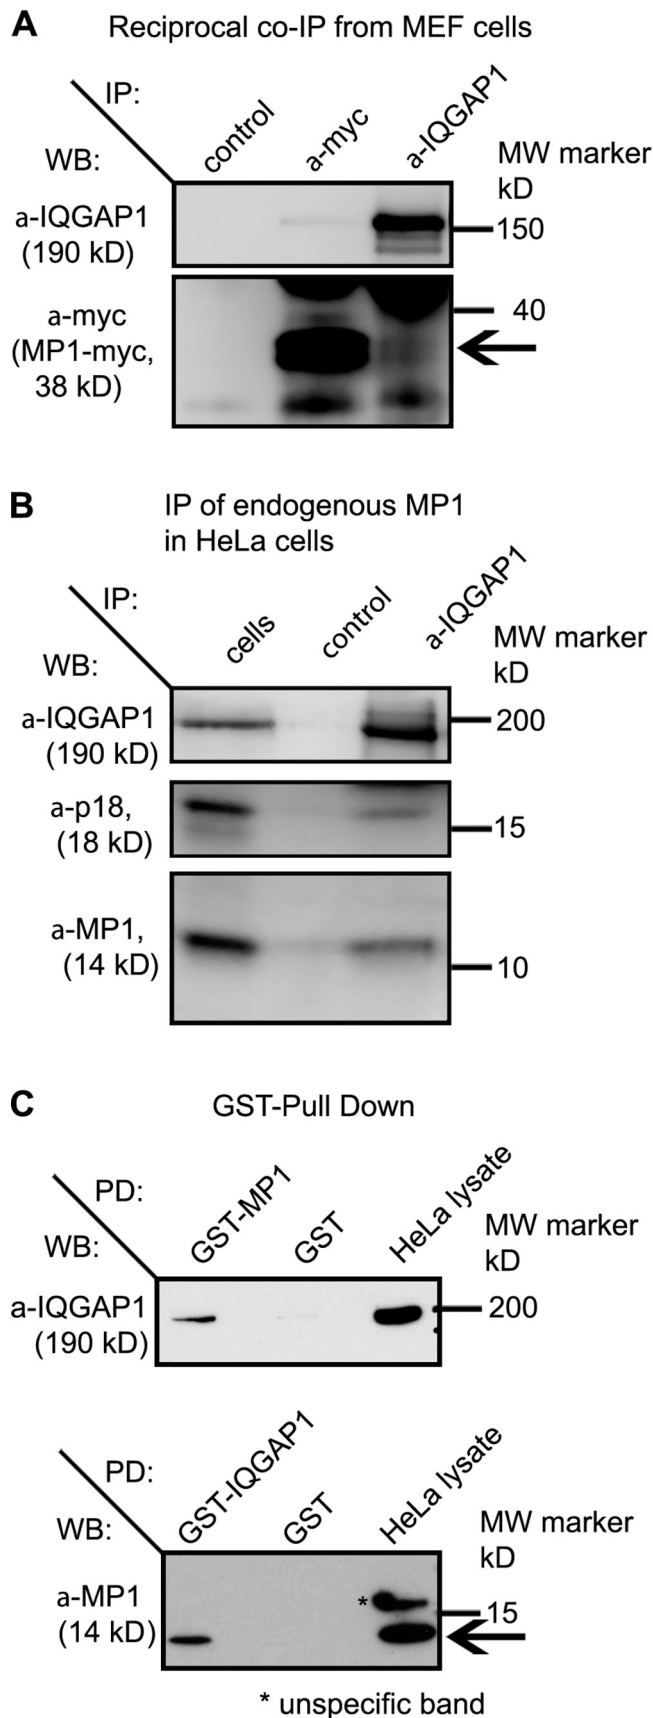 A
Reciprocal co-IP from MEF cells
IP:
control
a-myc
a-IQGAP1
WB:
MW marker
kD
a-IQGAP1
(190 kD)
150
40
a-myc
(MP1-myc,
38 kD)
B
IP of endogenous MP1
in HeLa cells
IP:
cells
control
a-IQGAP1
WB:
MW marker
kD
a-IQGAP1
(190 kD)
200
a-p18,
(18 kD)
15
a-MP1,
(14 kD)
10
C
GST-Pull Down
PD:
GST-MP1
GST
HeLa lysate
WB:
MW marker
kD
a-IQGAP1
(190 kD)
200
PD:
GST-IQGAP1
GST
HeLa lysate
WB:
MW marker
kD
a-MP1
(14 kD)
*
15
* unspecific band